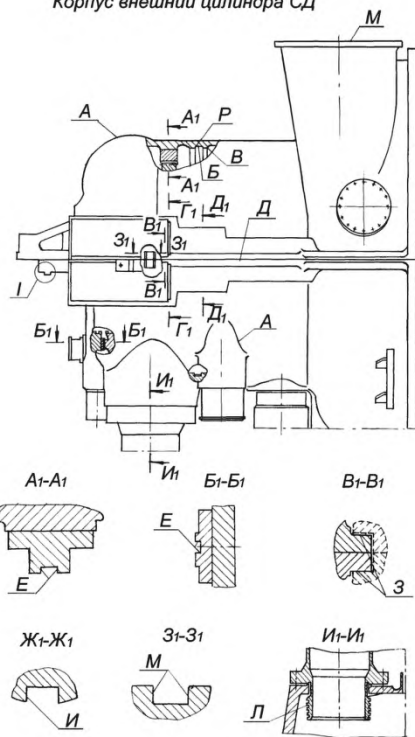 Корпус внешний цилиндра СД
М
А
А1
Р
В
Б
А1
Г1
Д1
В1
З1
З1
Д
I
В1
Б1
Б1
Г1
Д1
А
И1
И1
А1-А1
Б1-Б1
В1-В1
Е
Е
З
Ж1-Ж1
З1-З1
И1-И1
М
И
Л